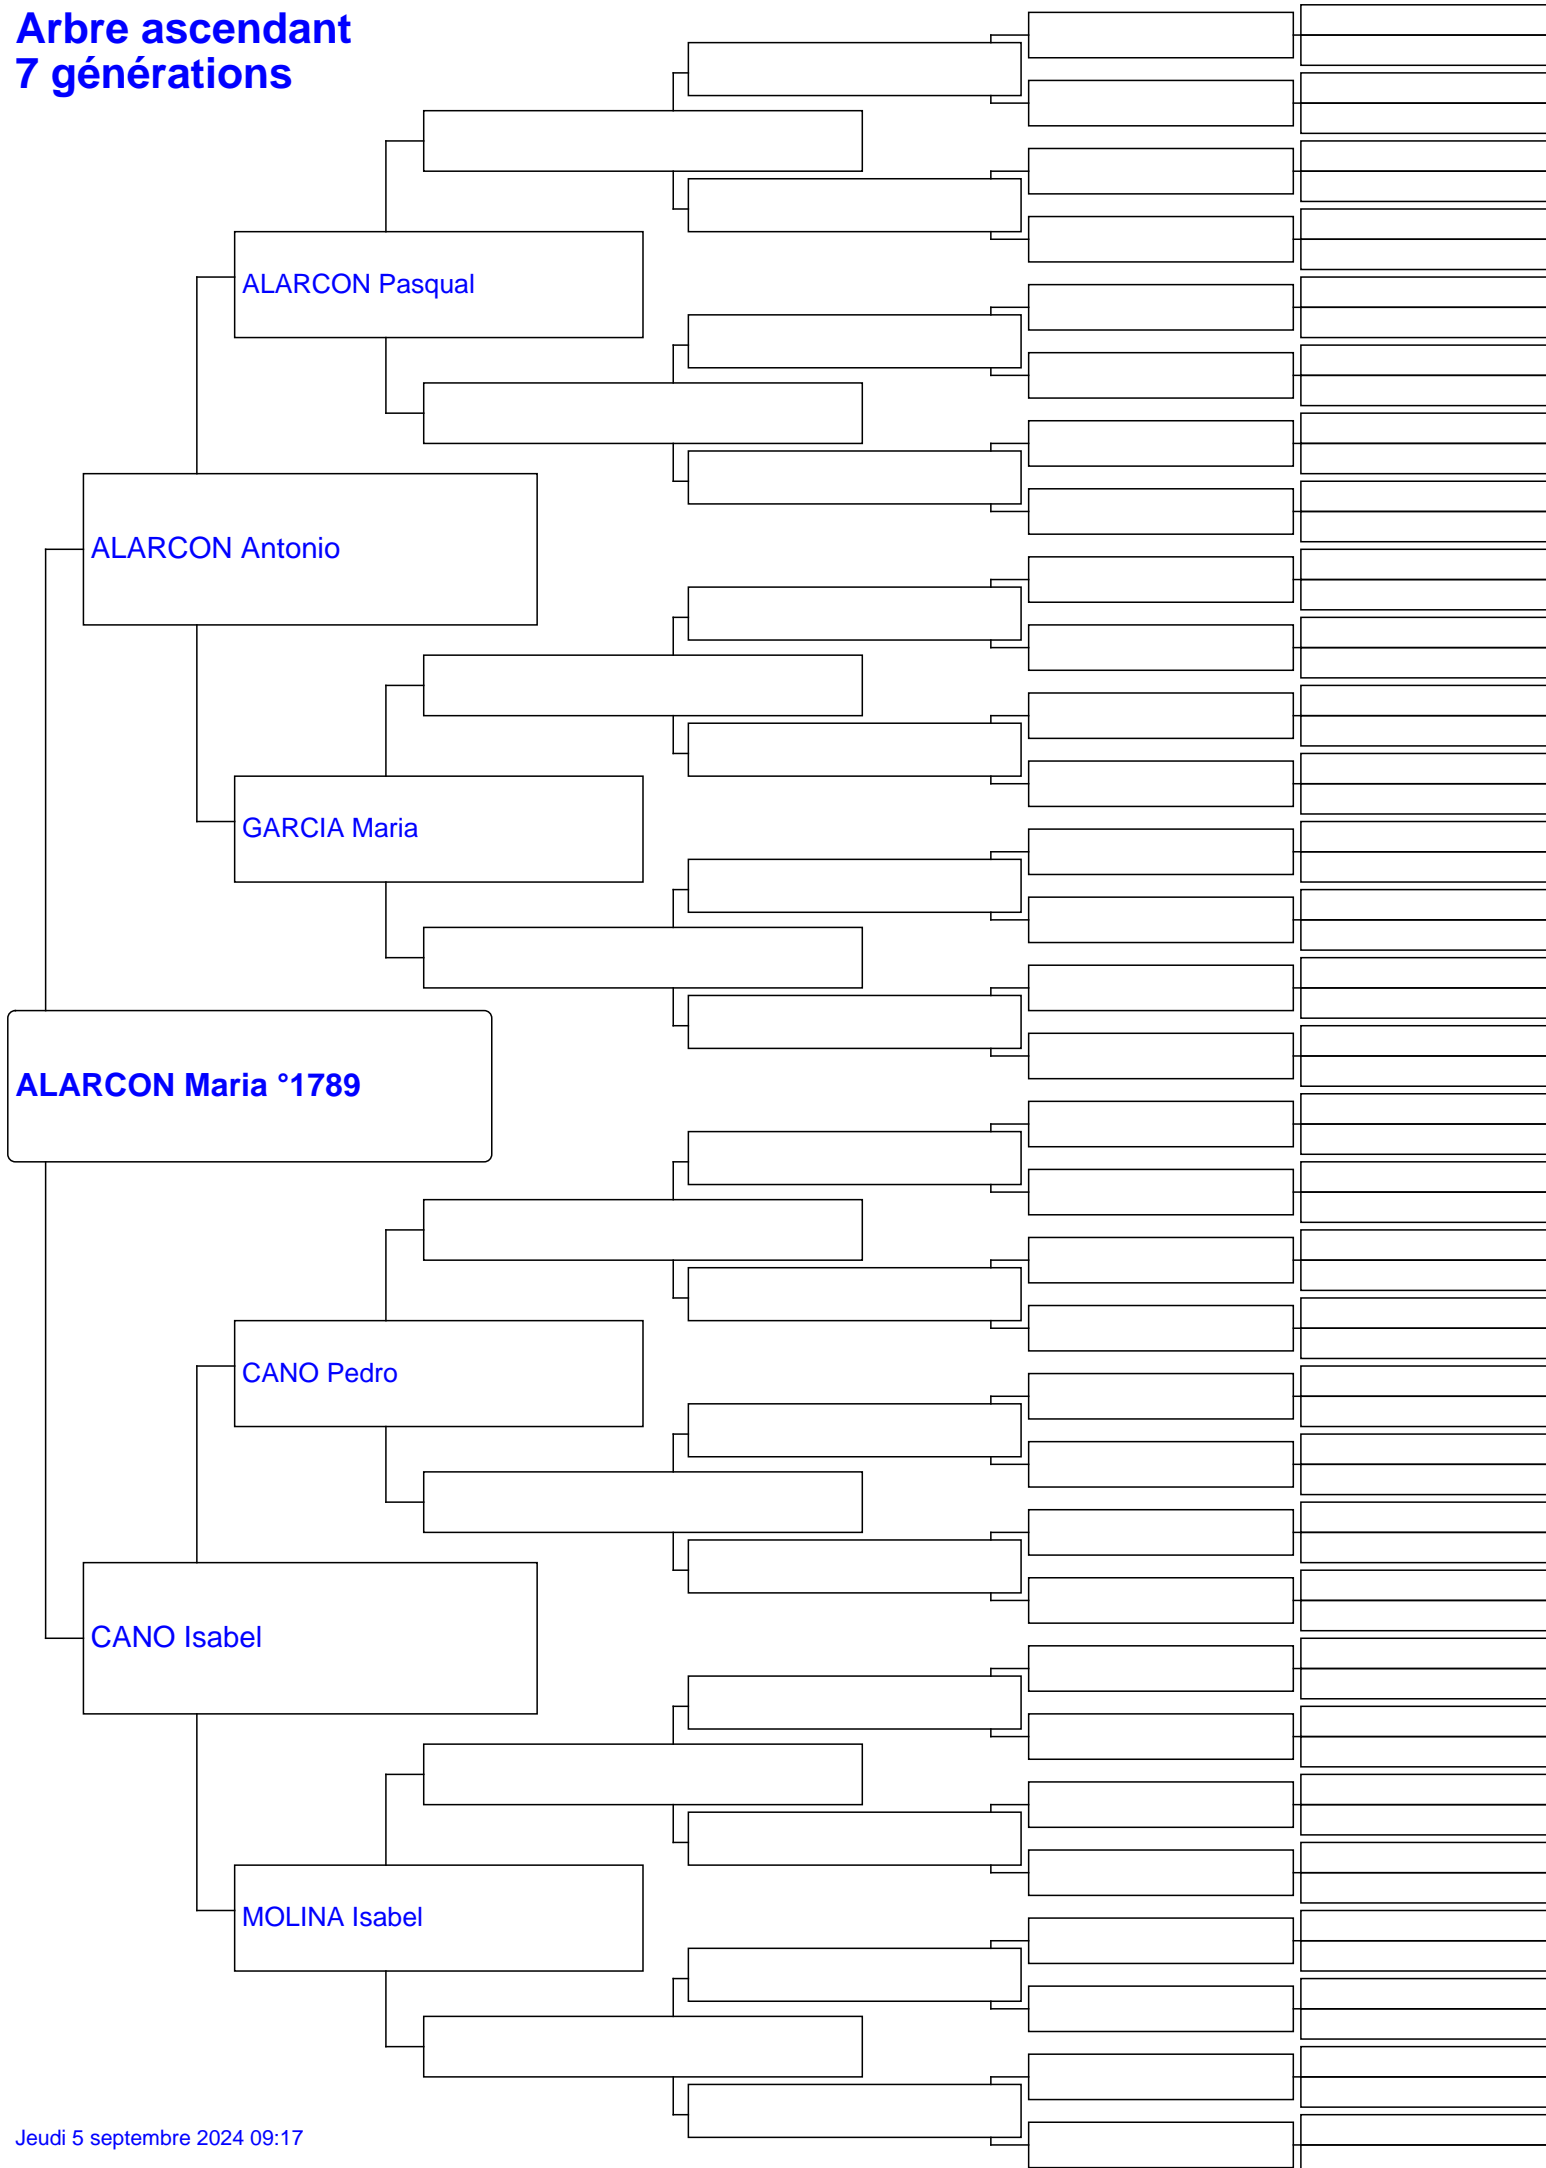 Arbre ascendant
7 générations
ALARCON Pasqual
ALARCON Antonio
GARCIA Maria
ALARCON Maria °1789
CANO Pedro
CANO Isabel
MOLINA Isabel
Jeudi 5 septembre 2024 09:17